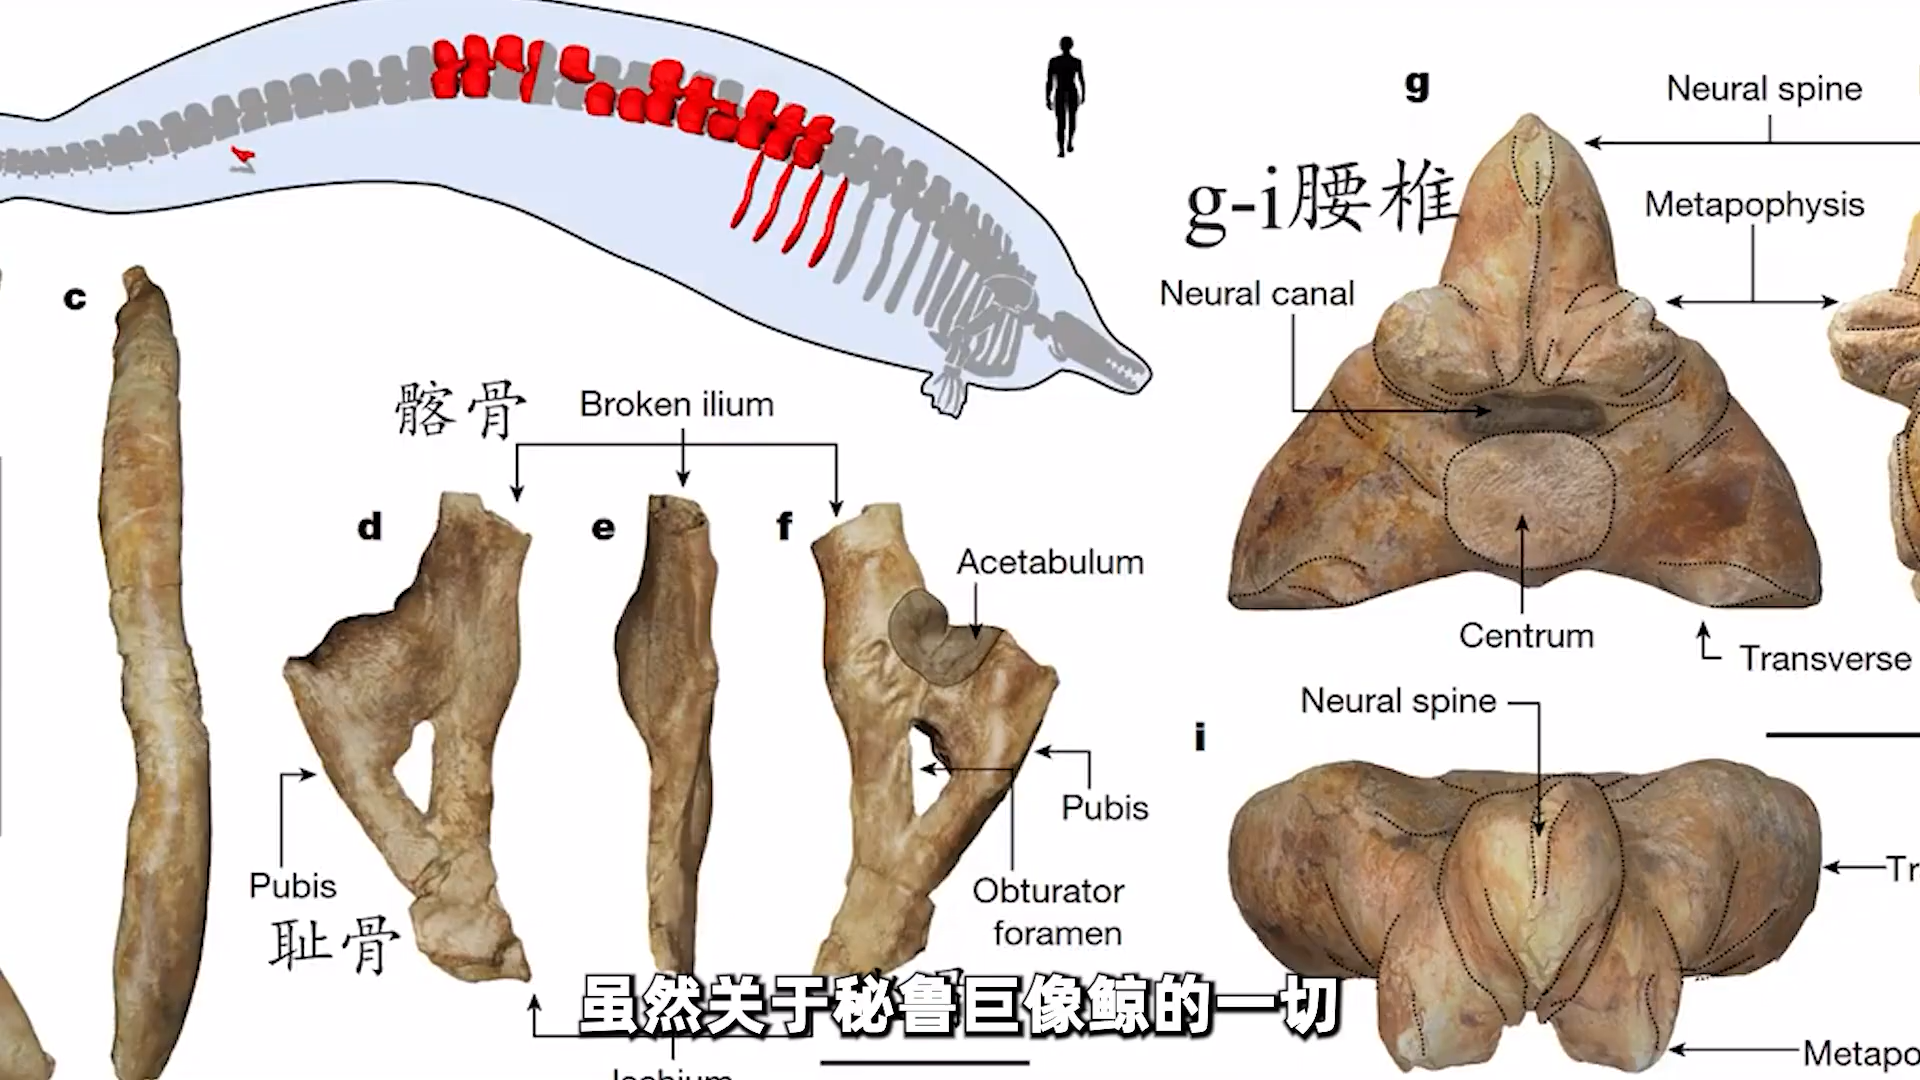 g
Neural spine
g-i腰椎
Metapophysis
Neural canal
c
髂骨
Broken ilium
d
e
f
Acetabulum
Centrum
Transverse
Neural spine
i
Pubis
Pubis
耻骨
Obturator
foramen
虽然关于秘鲁巨像鲸的一切